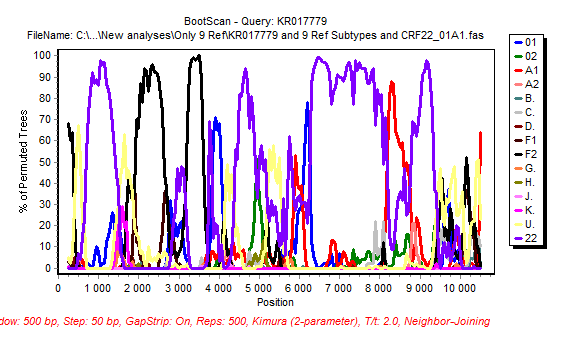 BootScan - Query: KR017779
FileName: C:\...\New analyses\Only 9 Ref\KR017779 and 9 Ref Subtypes and CRF22_01A1.fas
% of Permuted Trees
100
90
80
70
60
50
40
30
20
10
0
0 1 000 2 000 3 000 4 000 5 000 6 000 7 000 8 000 9 000 10 000
Position
01
02
A1
A2
B.
C.
D.
F1
F2
G.
H.
J.
K.
U.
22
dow: 500 bp, Step: 50 bp, GapStrip: On, Reps: 500, Kimura (2-parameter), T/t: 2.0, Neighbor-Joining